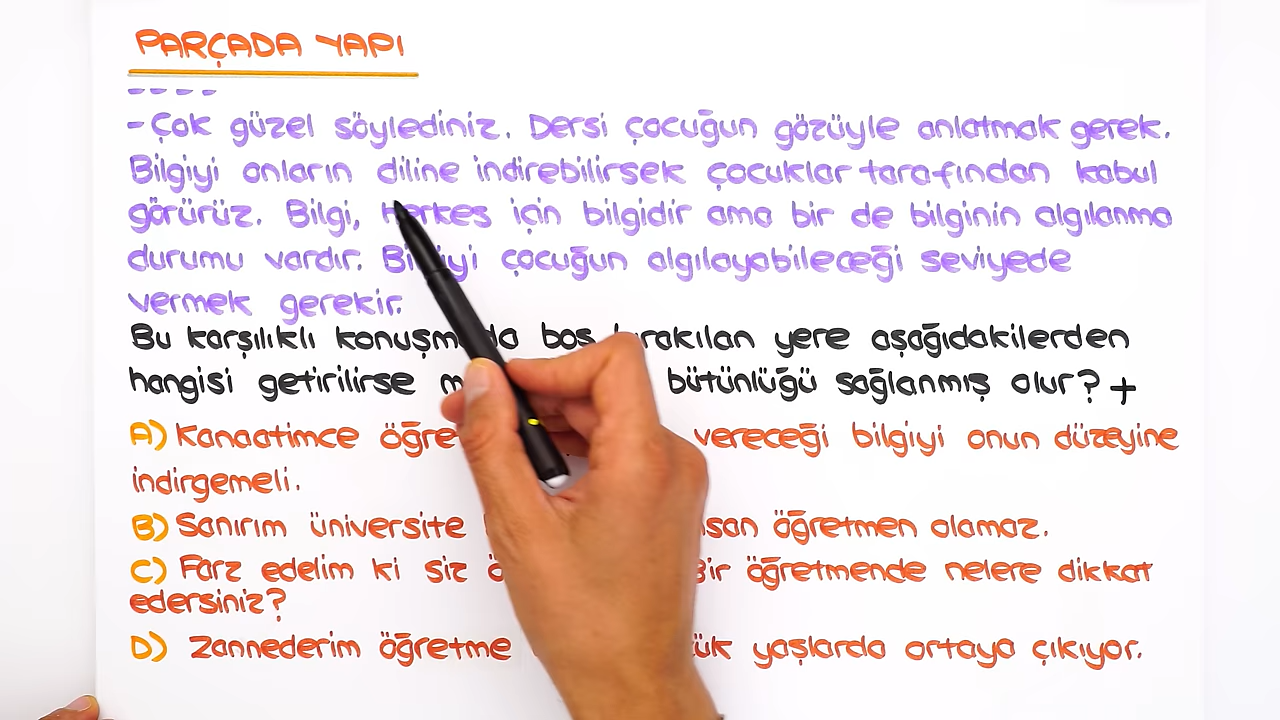 PARÇADA YAPI
- - - -
- Çok güzel söylediniz. Dersi çocuğun gözüyle anlatmak gerek.
Bilgiyi onların diline indirebilirsek çocuklar tarafından kabul
görürüz. Bilgi, herkes için bilgidir ama bir de bilginin algılanma
durumu vardır. Bilgiyi çocuğun algılayabileceği seviyede
vermek gerekir.
Bu karşılıklı konuşmada boş bırakılan yere aşağıdakilerden
hangisi getirilirse bütünlüğü sağlanmış olur? +
A) Kanaatimce vereceği bilgiyi onun düzeyine
indirgemeli.
B) Sanırım üniversite öğretmen olamaz.
C) Farz edelim ki siz öğretmende nelere dikkat
edersiniz?
D) Zannederim öğretme yaşlarda ortaya çıkıyor.